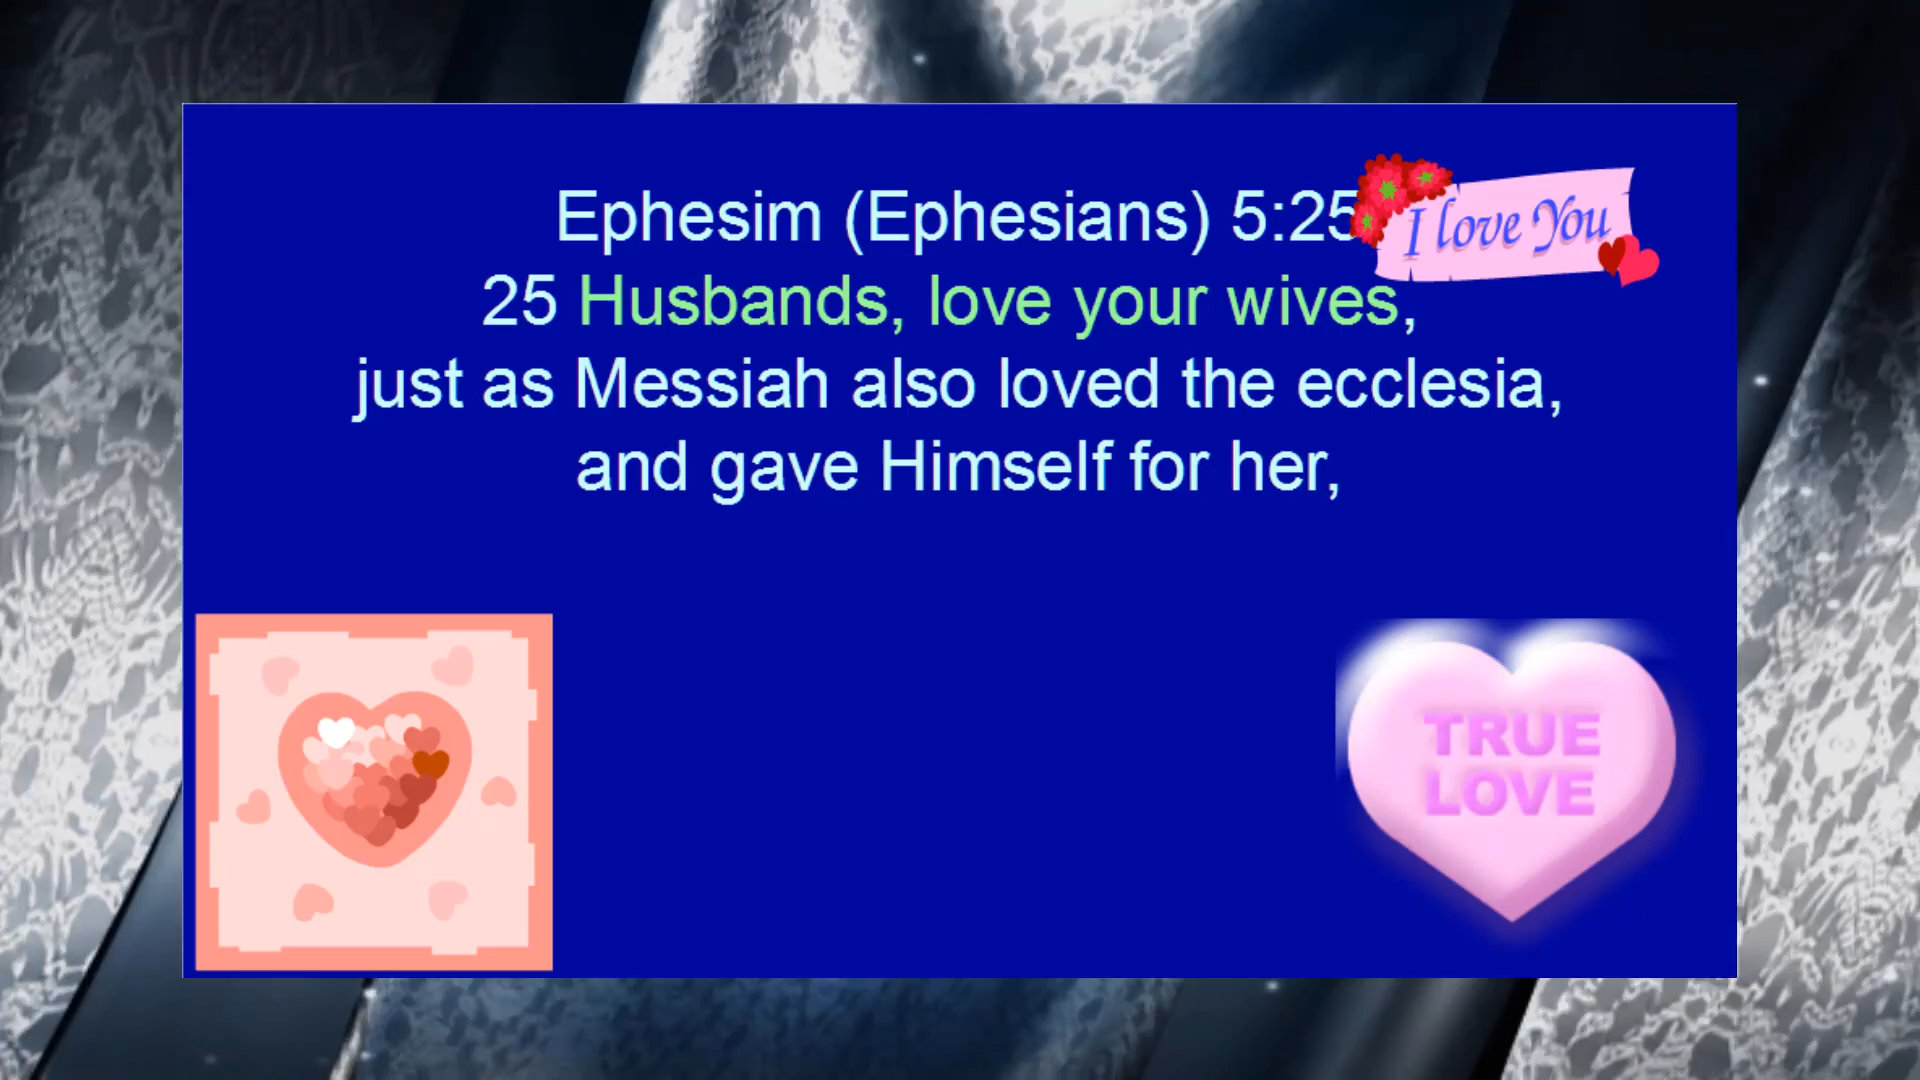 Ephesim (Ephesians) 5:25
I love You
25 Husbands, love your wives,
just as Messiah also loved the ecclesia,
and gave Himself for her,
TRUE
LOVE